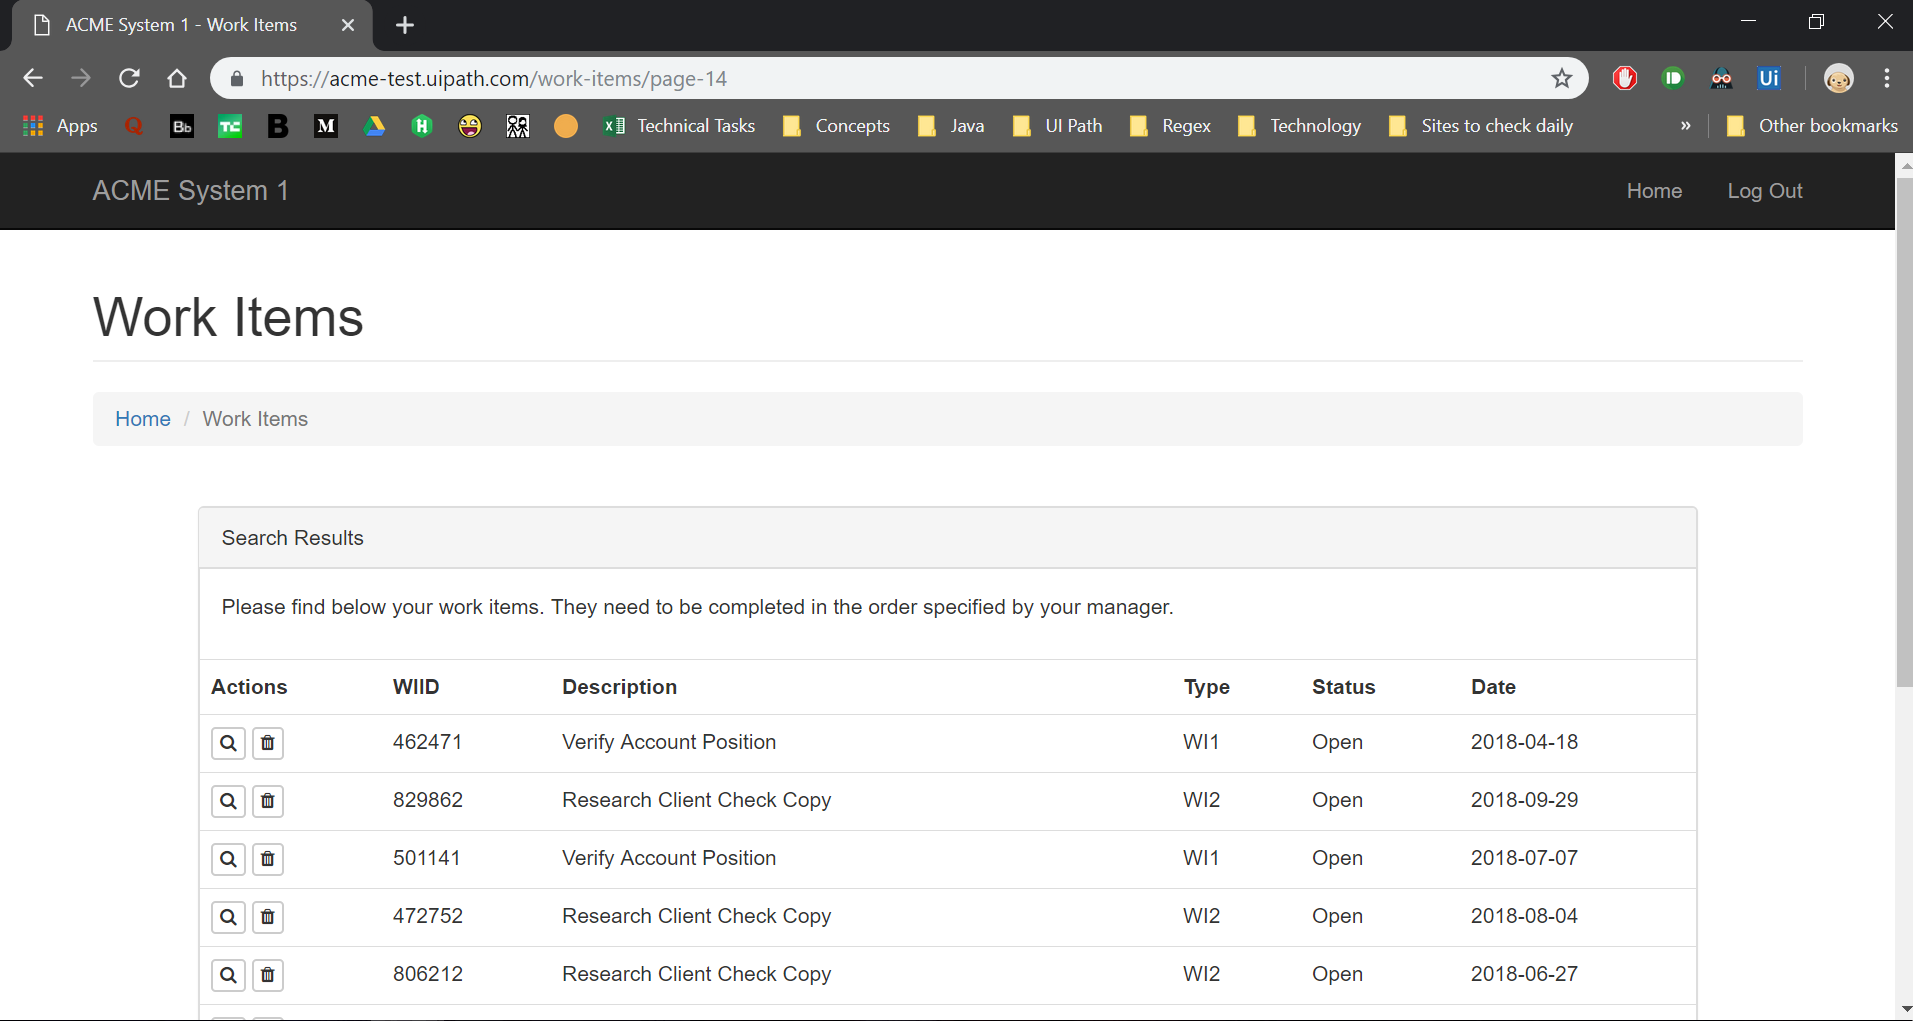 ACME System 1 - Work Items
https://acme-test.uipath.com/work-items/page-14
Ui
Apps Q Bb TC B M H Technical Tasks Concepts Java UI Path Regex Technology Sites to check daily » Other bookmarks
ACME System 1 Home Log Out
Work Items
Home / Work Items
Search Results
Please find below your work items. They need to be completed in the order specified by your manager.
Actions WIID Description Type Status Date
462471 Verify Account Position WI1 Open 2018-04-18
829862 Research Client Check Copy WI2 Open 2018-09-29
501141 Verify Account Position WI1 Open 2018-07-07
472752 Research Client Check Copy WI2 Open 2018-08-04
806212 Research Client Check Copy WI2 Open 2018-06-27